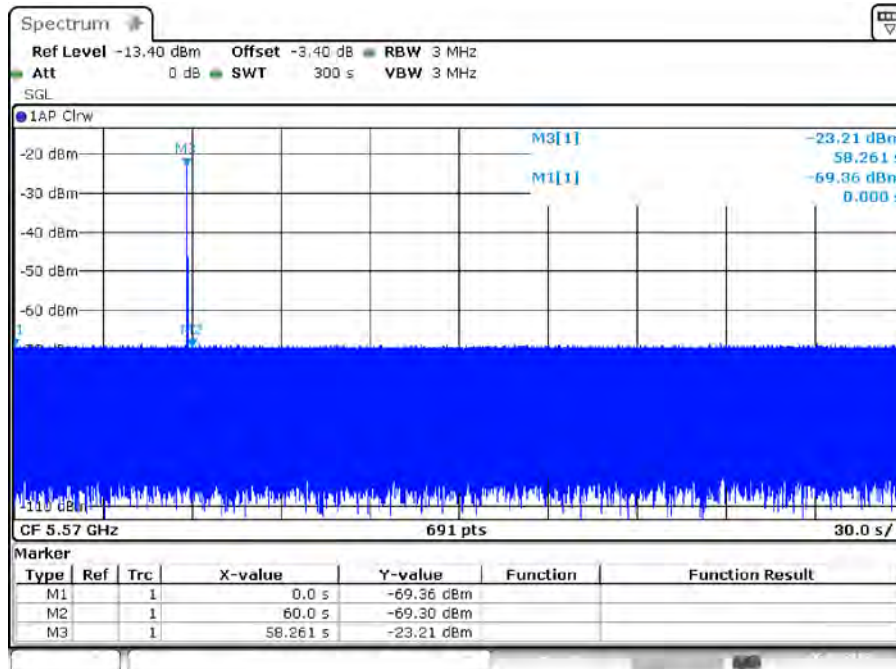 Spectrum
Ref Level -13.40 dBm Offset -3.40 dB RBW 3 MHz
Att 0 dB SWT 300 s VBW 3 MHz
SGL
1AP Clrw
M3[1] -23.21 dBm
58.261 s
M1[1] -69.36 dBm
0.000 s
M3
-20 dBm
-30 dBm
-40 dBm
-50 dBm
-60 dBm
-110 dBm
CF 5.57 GHz 691 pts 30.0 s/
Marker
Type Ref Trc X-value Y-value Function Function Result
M1 1 0.0 s -69.36 dBm
M2 1 60.0 s -69.30 dBm
M3 1 58.261 s -23.21 dBm